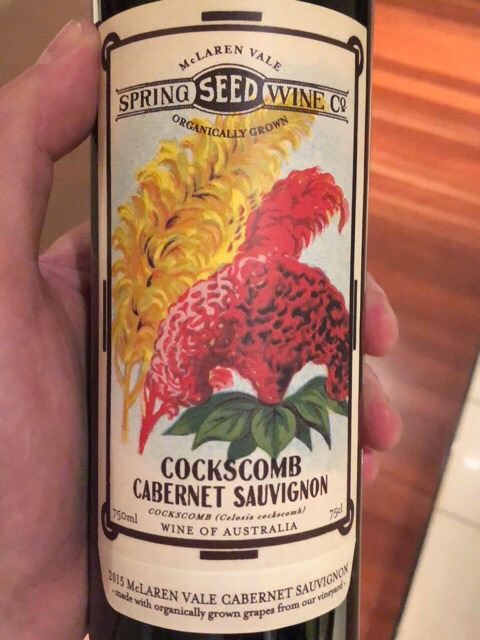 McLAREN VALE
SPRING SEED WINE Co
ORGANICALLY GROWN
COCKSCOMB
CABERNET SAUVIGNON
COCKSCOMB (Celosia cockscomb)
750ml 75cl
WINE OF AUSTRALIA
2015 McLAREN VALE CABERNET SAUVIGNON
-made with organically grown grapes from our vineyard-